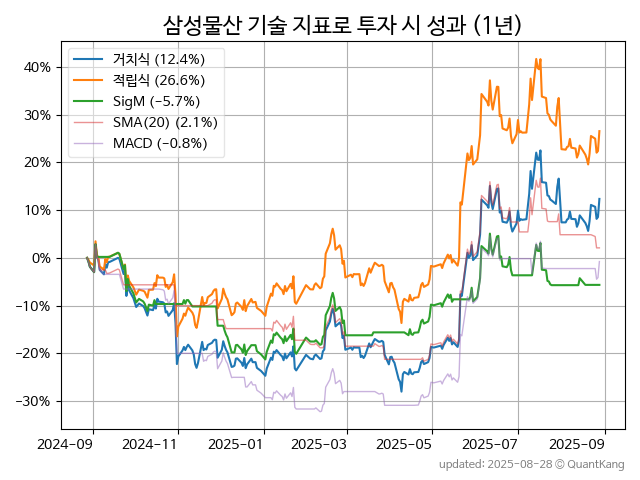 삼성물산 기술 지표로 투자 시 성과 (1년)
거치식 (12.4%)
적립식 (26.6%)
SigM (−5.7%)
SMA(20) (2.1%)
MACD (−0.8%)
40%
30%
20%
10%
0%
−10%
−20%
−30%
2024-09 2024-11 2025-01 2025-03 2025-05 2025-07 2025-09
updated: 2025-08-28 © QuantKang